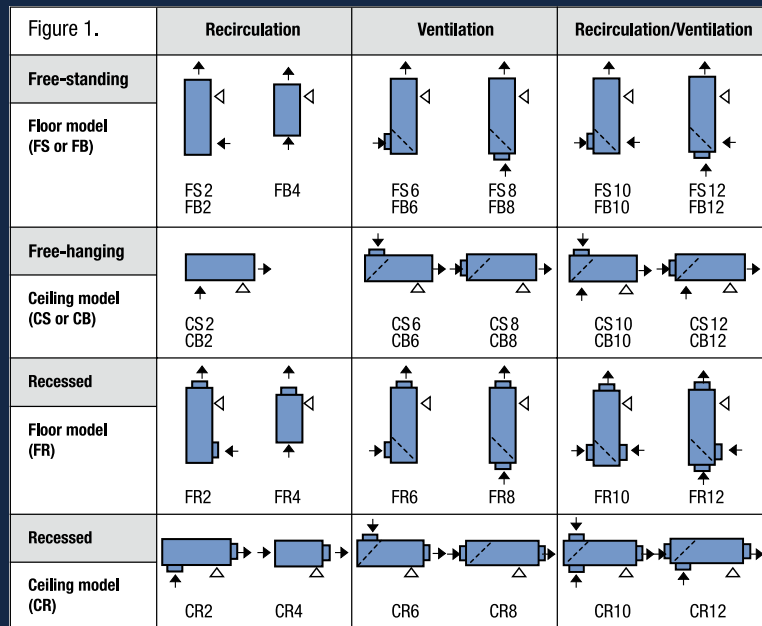 Figure 1.
Recirculation
Ventilation
Recirculation/Ventilation
Free-standing
Floor model
(FS or FB)
FS2
FB2
FB4
FS6
FB6
FS8
FB8
FS10
FB10
FS12
FB12
Free-hanging
Ceiling model
(CS or CB)
CS2
CB2
CS6
CB6
CS8
CB8
CS10
CB10
CS12
CB12
Recessed
Floor model
(FR)
FR2
FR4
FR6
FR8
FR10
FR12
Recessed
Ceiling model
(CR)
CR2
CR4
CR6
CR8
CR10
CR12